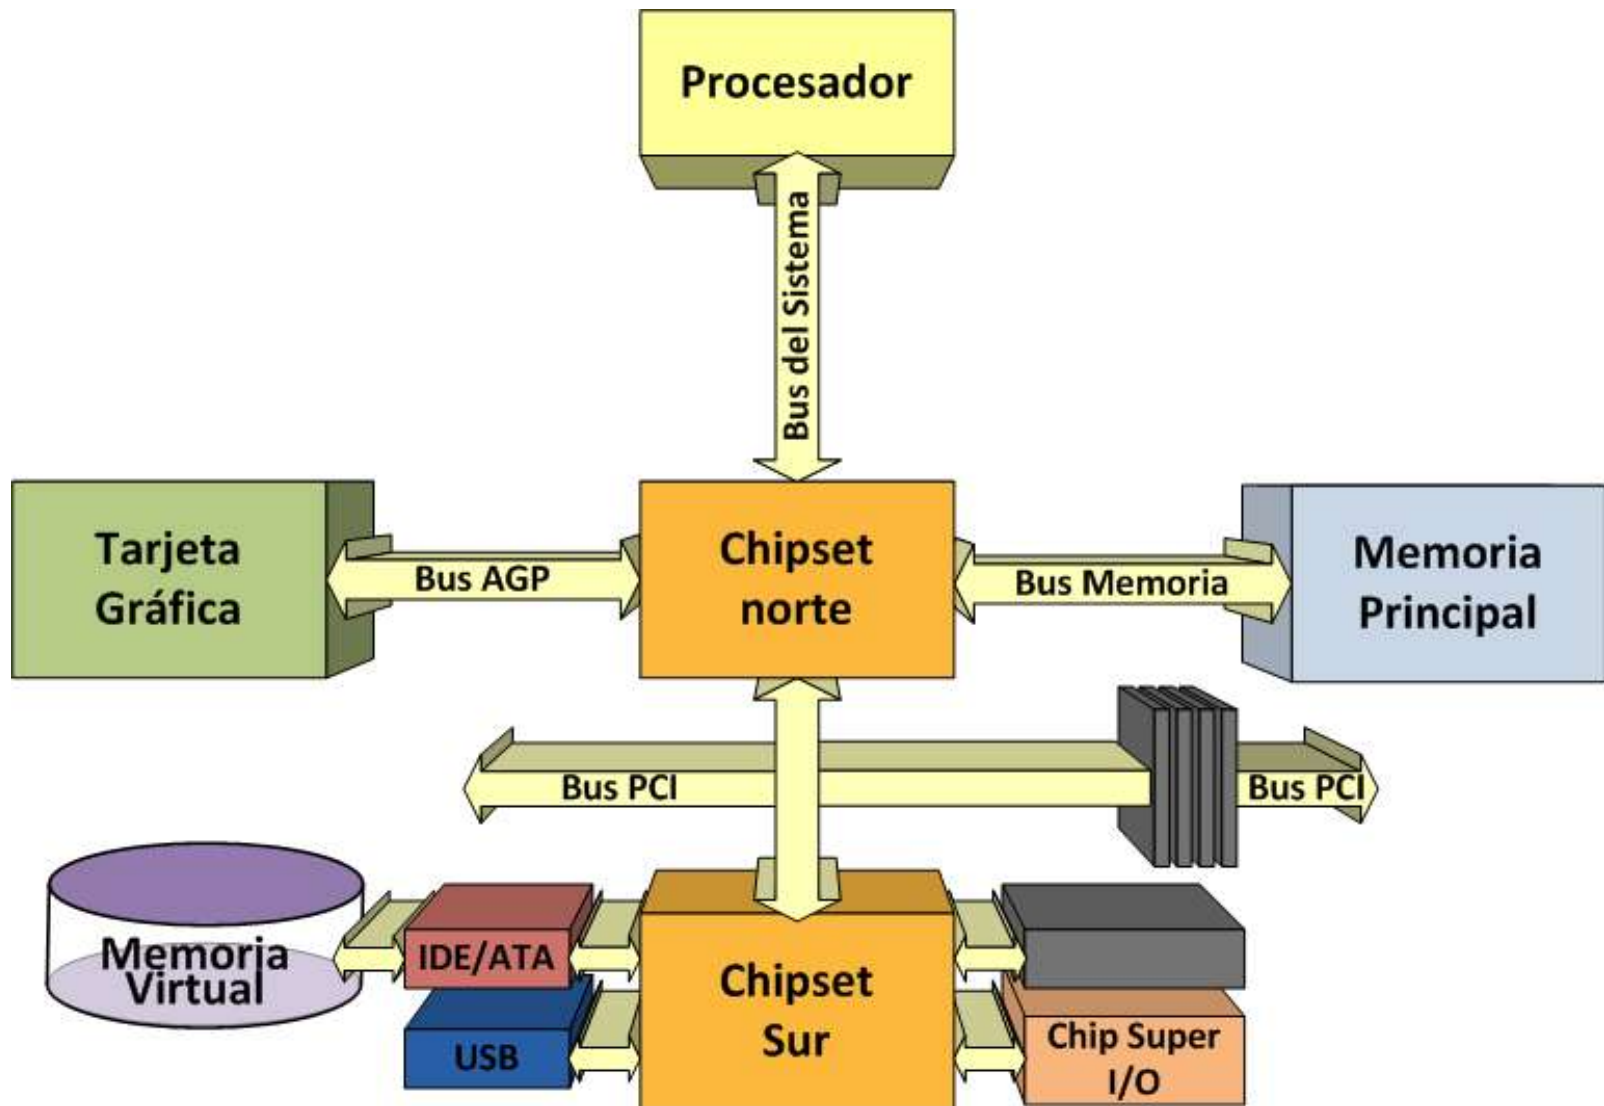 Procesador
Bus del Sistema
Tarjeta
Gráfica
Bus AGP
Chipset
norte
Bus Memoria
Memoria
Principal
Bus PCI
Bus PCI
Memoria
Virtual
IDE/ATA
USB
Chipset
Sur
Chip Super
I/O